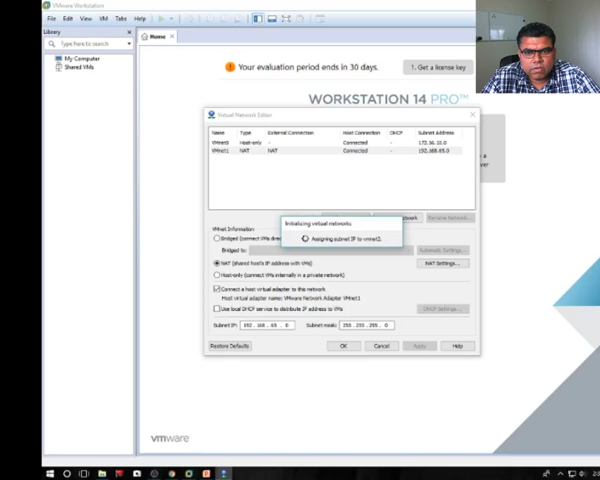 VMware Workstation
File Edit View VM Tabs Help
Library
Home
Type here to search
My Computer
Shared VMs
Your evaluation period ends in 30 days.
1. Get a license key
WORKSTATION 14 PRO™
Virtual Network Editor
Name Type External Connection Host Connection DHCP Subnet Address
VMnet0 Host-only - Connected - 172.16.10.0
VMnet1 NAT NAT Connected - 192.168.65.0
Initializing virtual networks
Assigning subnet IP to vmnet2.
VMnet Information
Bridged (connect VMs
Bridged to:
Automatic Settings...
NAT (shared host's IP address with VMs)
NAT Settings...
Host-only (connect VMs internally in a private network)
Connect a host virtual adapter to this network
Host virtual adapter name: VMware Network Adapter VMnet1
Use local DHCP service to distribute IP address to VMs
DHCP Settings...
Subnet IP: 192 . 168 . 65 . 0 Subnet mask: 255 . 255 . 255 . 0
Restore Defaults OK Cancel Apply Help
vmware